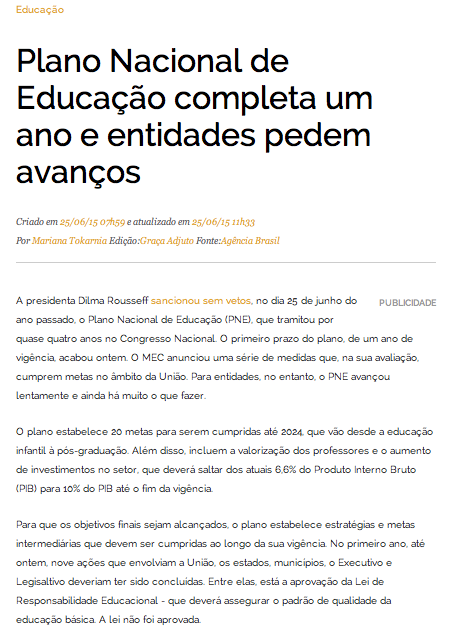 Educação
Plano Nacional de
Educação completa um
ano e entidades pedem
avanços
Criado em 25/06/15 07h59 e atualizado em 25/06/15 11h33
Por Mariana Tokarnia Edição:Graça Adjuto Fonte:Agência Brasil
A presidenta Dilma Rousseff sancionou sem vetos, no dia 25 de junho do
PUBLICIDADE
ano passado, o Plano Nacional de Educação (PNE), que tramitou por
quase quatro anos no Congresso Nacional. O primeiro prazo do plano, de um ano de
vigência, acabou ontem. O MEC anunciou uma série de medidas que, na sua avaliação,
cumprem metas no âmbito da União. Para entidades, no entanto, o PNE avançou
lentamente e ainda há muito o que fazer.
O plano estabelece 20 metas para serem cumpridas até 2024, que vão desde a educação
infantil à pós-graduação. Além disso, incluem a valorização dos professores e o aumento
de investimentos no setor, que deverá saltar dos atuais 6,6% do Produto Interno Bruto
(PIB) para 10% do PIB até o fim da vigência.
Para que os objetivos finais sejam alcançados, o plano estabelece estratégias e metas
intermediárias que devem ser cumpridas ao longo da sua vigência. No primeiro ano, até
ontem, nove ações que envolviam a União, os estados, municípios, o Executivo e
Legisaltivo deveriam ter sido concluídas. Entre elas, está a aprovação da Lei de
Responsabilidade Educacional - que deverá assegurar o padrão de qualidade da
educação básica. A lei não foi aprovada.